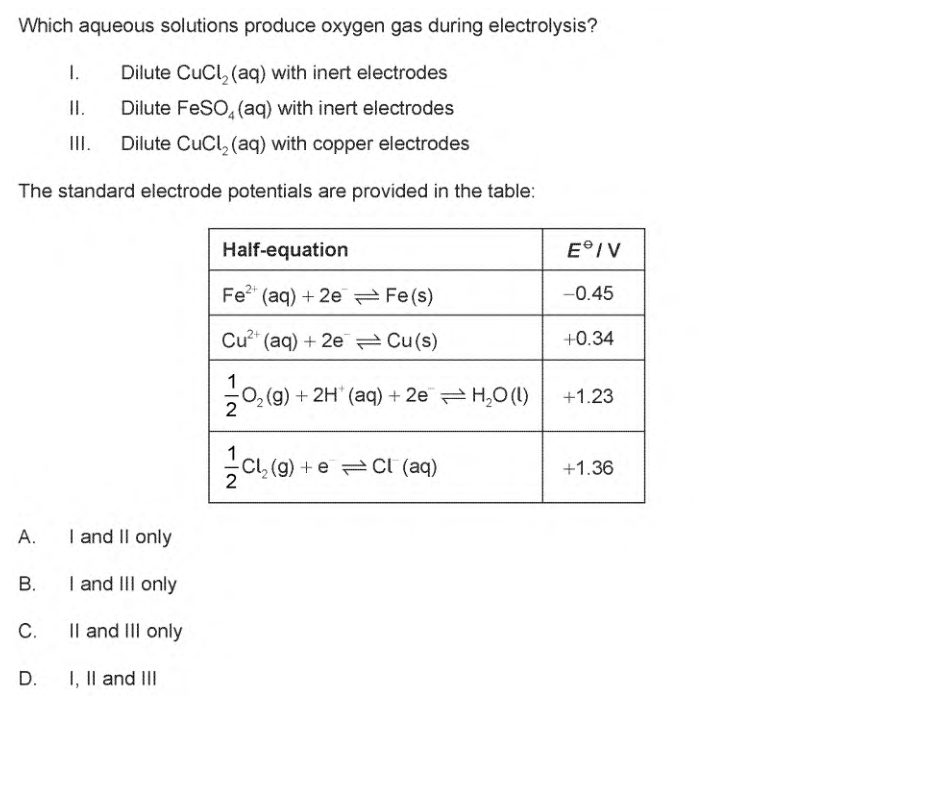 Which aqueous solutions produce oxygen gas during electrolysis?
I. Dilute CuCl₂(aq) with inert electrodes
II. Dilute FeSO₄(aq) with inert electrodes
III. Dilute CuCl₂(aq) with copper electrodes
The standard electrode potentials are provided in the table:
Half-equation E⦵/V
Fe²⁺(aq) + 2e⁻ ⇌ Fe(s) −0.45
Cu²⁺(aq) + 2e⁻ ⇌ Cu(s) +0.34
1/2 O₂(g) + 2H⁺(aq) + 2e⁻ ⇌ H₂O(l) +1.23
1/2 Cl₂(g) + e⁻ ⇌ Cl⁻(aq) +1.36
A. I and II only
B. I and III only
C. II and III only
D. I, II and III